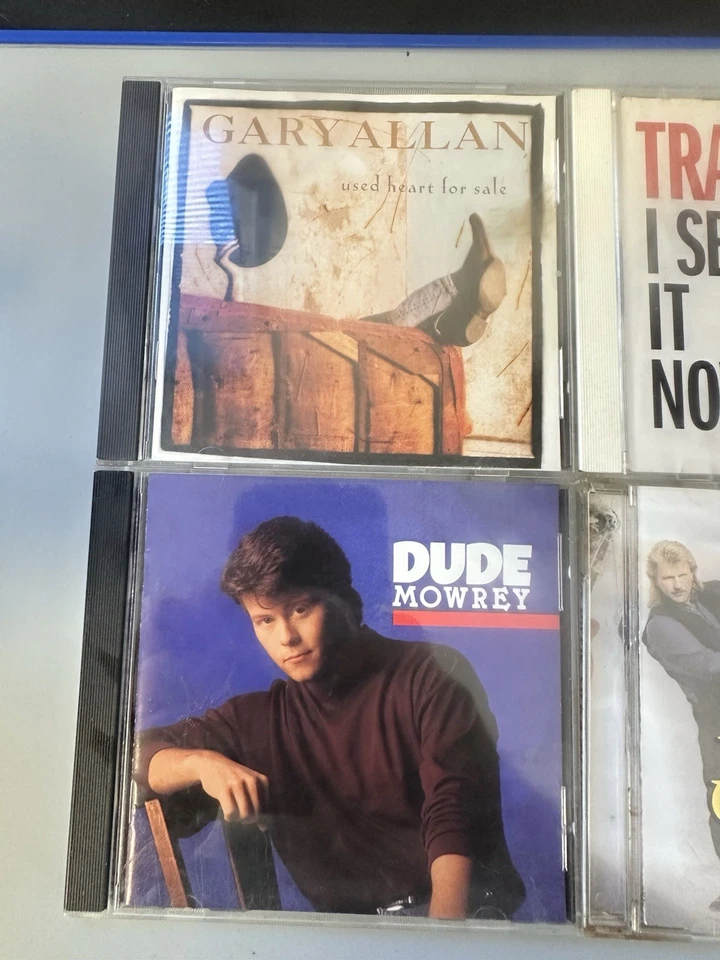 GARY ALLAN
used heart for sale
TRA
I SE
IT
NO
DUDE
MOWREY